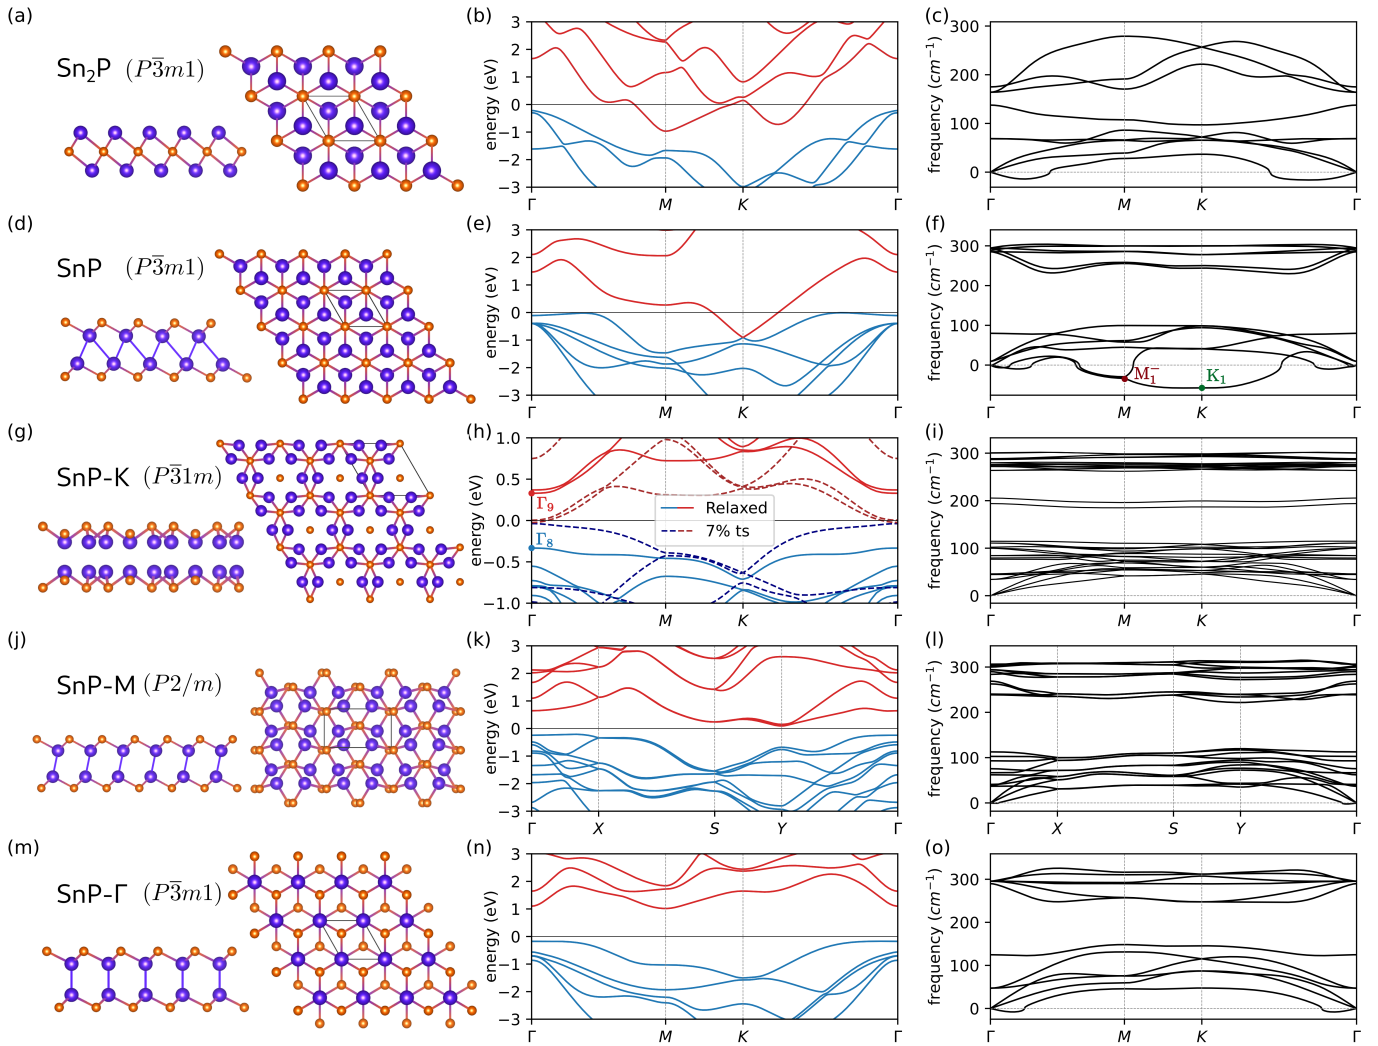 (a)
Sn₂P (P3̅m1)
(b)
energy (eV)
3
2
1
0
−1
−2
−3
Γ M K Γ
(c)
frequency (cm⁻¹)
300
200
100
0
Γ M K Γ
(d)
SnP (P3̅m1)
(e)
energy (eV)
3
2
1
0
−1
−2
−3
Γ M K Γ
(f)
frequency (cm⁻¹)
300
200
100
0
M₁⁻
K₁
Γ M K Γ
(g)
SnP-K (P3̅1m)
(h)
energy (eV)
1.0
0.5
0.0
−0.5
−1.0
Γ₉
Γ₈
Relaxed
7% ts
Γ M K Γ
(i)
frequency (cm⁻¹)
300
200
100
0
Γ M K Γ
(j)
SnP-M (P2/m)
(k)
energy (eV)
3
2
1
0
−1
−2
−3
Γ X S Y Γ
(l)
frequency (cm⁻¹)
300
200
100
0
Γ X S Y Γ
(m)
SnP-Γ (P3̅m1)
(n)
energy (eV)
3
2
1
0
−1
−2
−3
Γ M K Γ
(o)
frequency (cm⁻¹)
300
200
100
0
Γ M K Γ